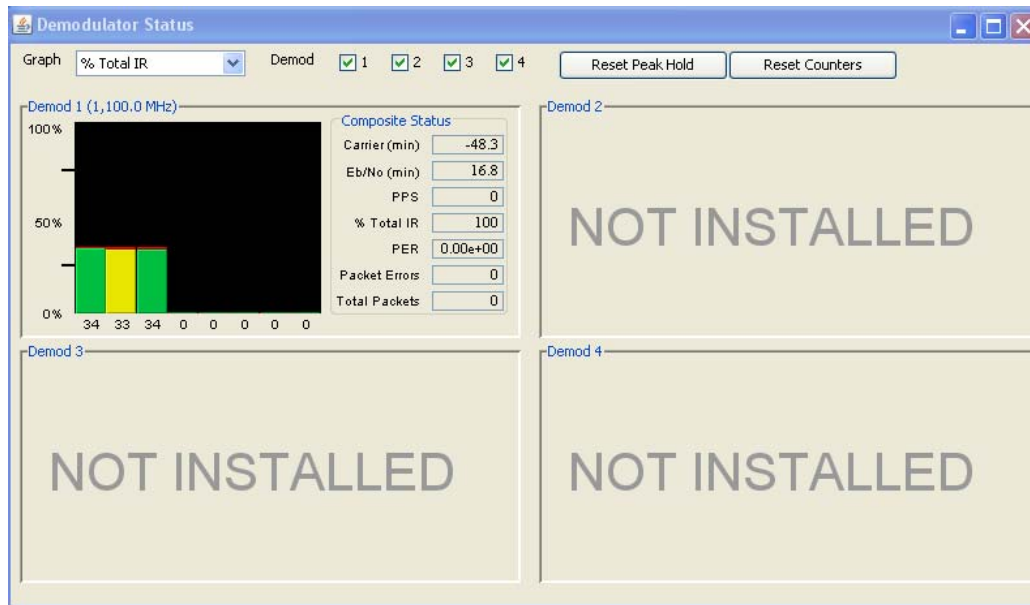 Demodulator Status
Graph % Total IR Demod 1 2 3 4 Reset Peak Hold Reset Counters
Demod 1 (1,100.0 MHz)
100%
50%
0%
34 33 34 0 0 0 0 0
Composite Status
Carrier (min) -48.3
Eb/No (min) 16.8
PPS 0
% Total IR 100
PER 0.00e+00
Packet Errors 0
Total Packets 0
Demod 2
NOT INSTALLED
Demod 3
NOT INSTALLED
Demod 4
NOT INSTALLED